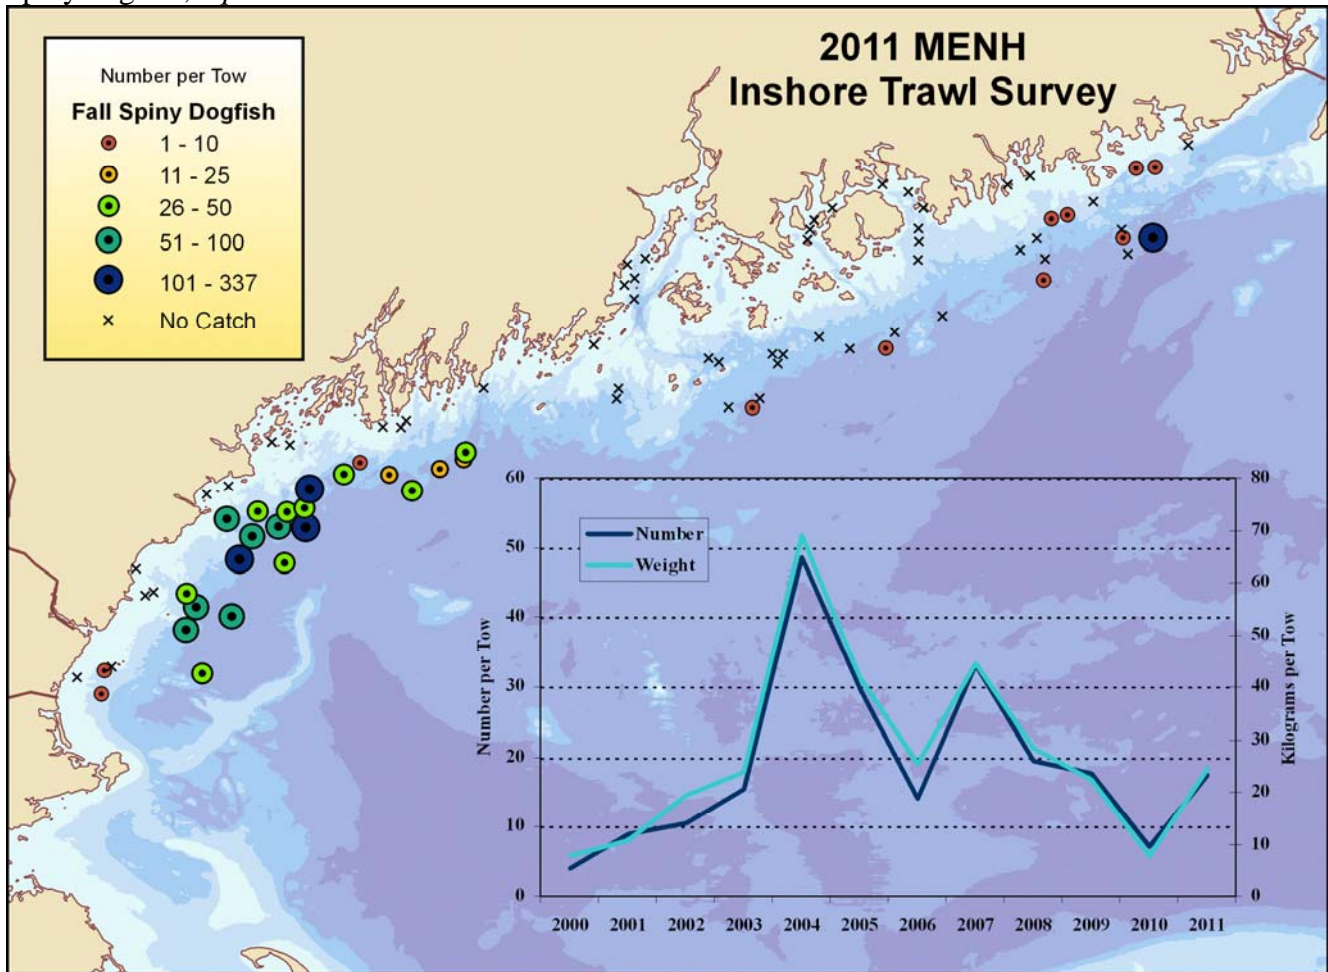 2011 MENH
Inshore Trawl Survey
Number per Tow
Fall Spiny Dogfish
1 - 10
11 - 25
26 - 50
51 - 100
101 - 337
No Catch
Number
Weight
Number per Tow
60
50
40
30
20
10
0
Kilograms per Tow
80
70
60
50
40
30
20
10
0
2000 2001 2002 2003 2004 2005 2006 2007 2008 2009 2010 2011